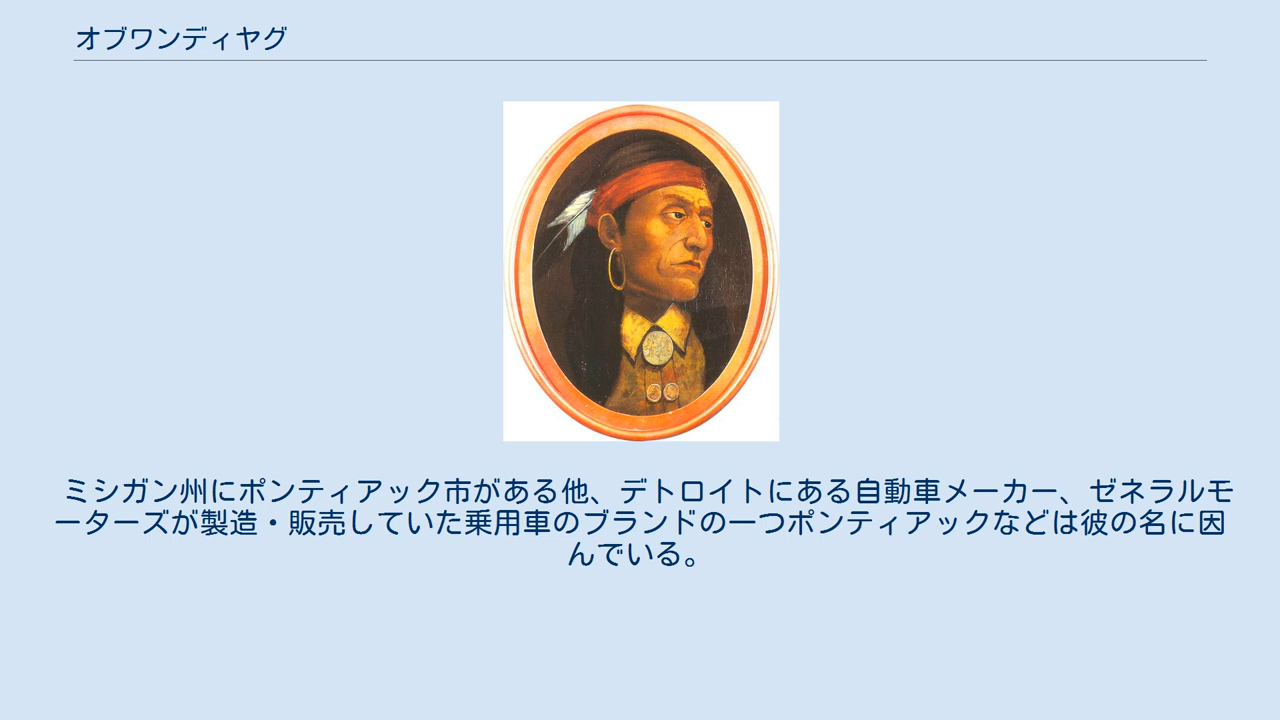 オブワンディヤグ
ミシガン州にポンティアック市がある他、デトロイトにある自動車メーカー、ゼネラルモ
ーターズが製造・販売していた乗用車のブランドの一つポンティアックなどは彼の名に因
んでいる。